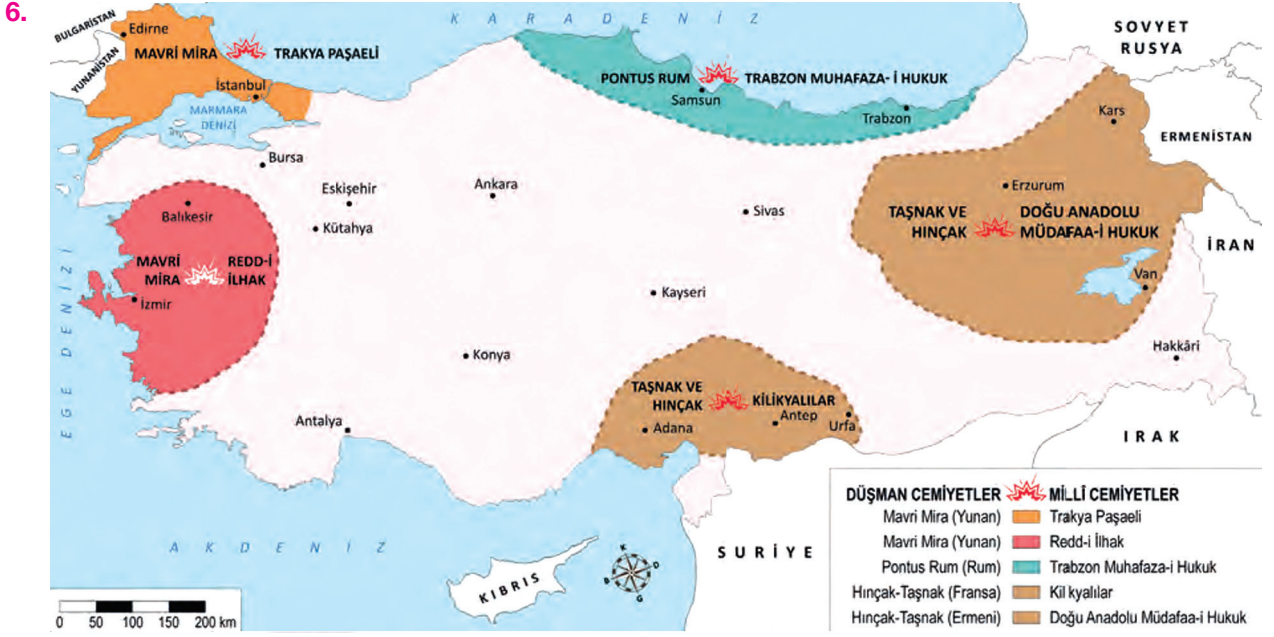 6.
KARADENİZ
BULGARİSTAN
YUNANİSTAN
SOVYET
RUSYA
Edirne
MAVRİ MİRA
TRAKYA PAŞAELİ
İstanbul
MARMARA
DENİZİ
PONTUS RUM
TRABZON MUHAFAZA- İ HUKUK
Samsun
Trabzon
Kars
ERMENİSTAN
Bursa
Eskişehir
Ankara
Kütahya
Sivas
Erzurum
Balıkesir
TAŞNAK VE
HINÇAK
DOĞU ANADOLU
MÜDAFAA-İ HUKUK
İRAN
MAVRİ
MİRA
REDD-İ
İLHAK
İzmir
Van
Kayseri
EGE DENİZİ
Konya
Hakkâri
TAŞNAK VE
HINÇAK
KİLİKYALILAR
Antep
Adana
Urfa
Antalya
IRAK
AKDENİZ
KIBRIS
K
B
D
G
SURİYE
DÜŞMAN CEMİYETLER MİLLÎ CEMİYETLER
Mavri Mira (Yunan) Trakya Paşaeli
Mavri Mira (Yunan) Redd-i İlhak
Pontus Rum (Rum) Trabzon Muhafaza-i Hukuk
Hınçak-Taşnak (Fransa) Kil kyalılar
Hınçak-Taşnak (Ermeni) Doğu Anadolu Müdafaa-i Hukuk
0 50 100 150 200 km